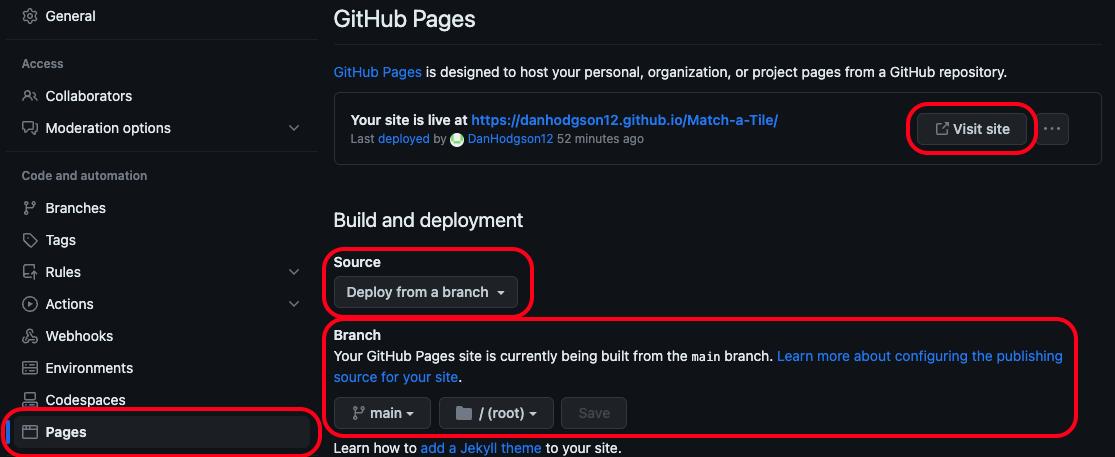 General
Access
Collaborators
Moderation options
Code and automation
Branches
Tags
Rules
Actions
Webhooks
Environments
Codespaces
Pages
GitHub Pages
GitHub Pages is designed to host your personal, organization, or project pages from a GitHub repository.
Your site is live at https://danhodgson12.github.io/Match-a-Tile/
Last deployed by DanHodgson12 52 minutes ago
Visit site
Build and deployment
Source
Deploy from a branch
Branch
Your GitHub Pages site is currently being built from the main branch. Learn more about configuring the publishing
source for your site.
main
/ (root)
Save
Learn how to add a Jekyll theme to your site.